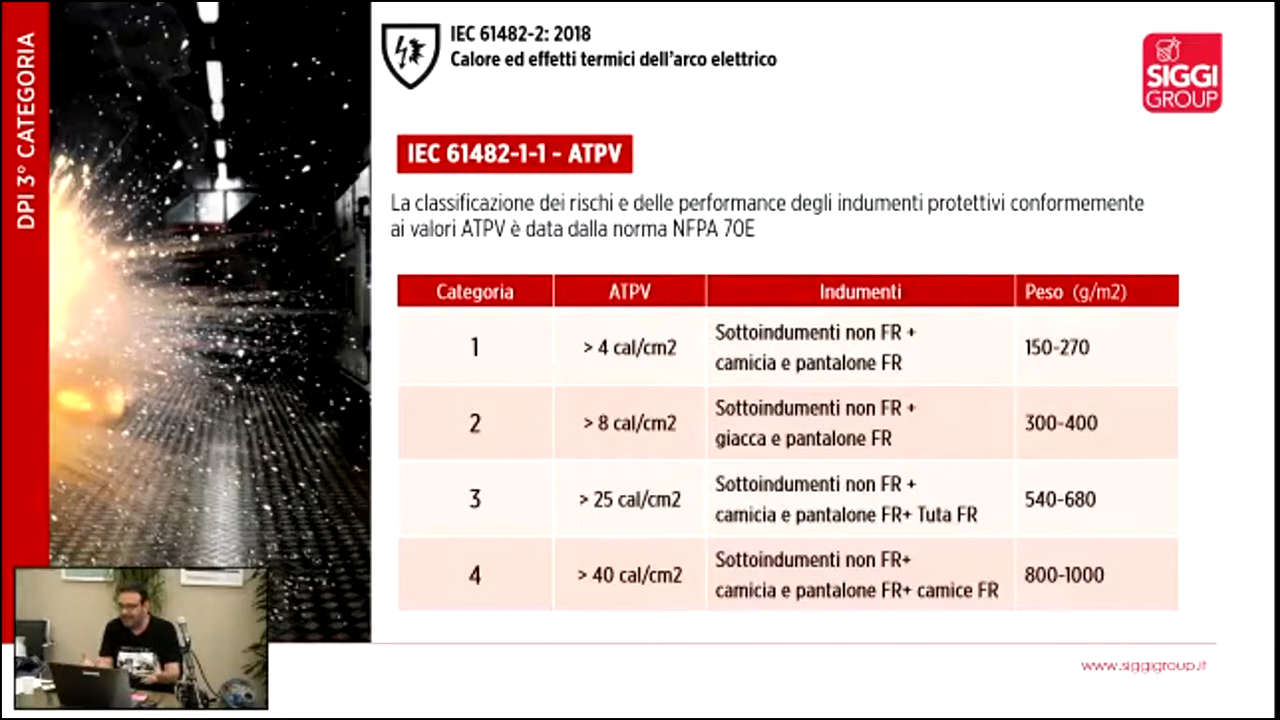 DPI 3° CATEGORIA
IEC 61482-2: 2018
Calore ed effetti termici dell'arco elettrico
SIGGI
GROUP
IEC 61482-1-1 - ATPV
La classificazione dei rischi e delle performance degli indumenti protettivi conformemente
ai valori ATPV è data dalla norma NFPA 70E
Categoria ATPV Indumenti Peso (g/m2)
1 > 4 cal/cm2 Sottoindumenti non FR +
camicia e pantalone FR 150-270
2 > 8 cal/cm2 Sottoindumenti non FR +
giacca e pantalone FR 300-400
3 > 25 cal/cm2 Sottoindumenti non FR +
camicia e pantalone FR+ Tuta FR 540-680
4 > 40 cal/cm2 Sottoindumenti non FR+
camicia e pantalone FR+ camice FR 800-1000
www.siggigroup.it